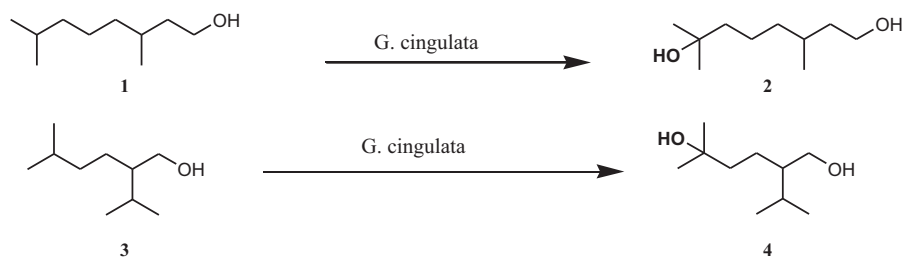 OH
G. cingulata
OH
HO
1
2
G. cingulata
HO
OH
OH
3
4